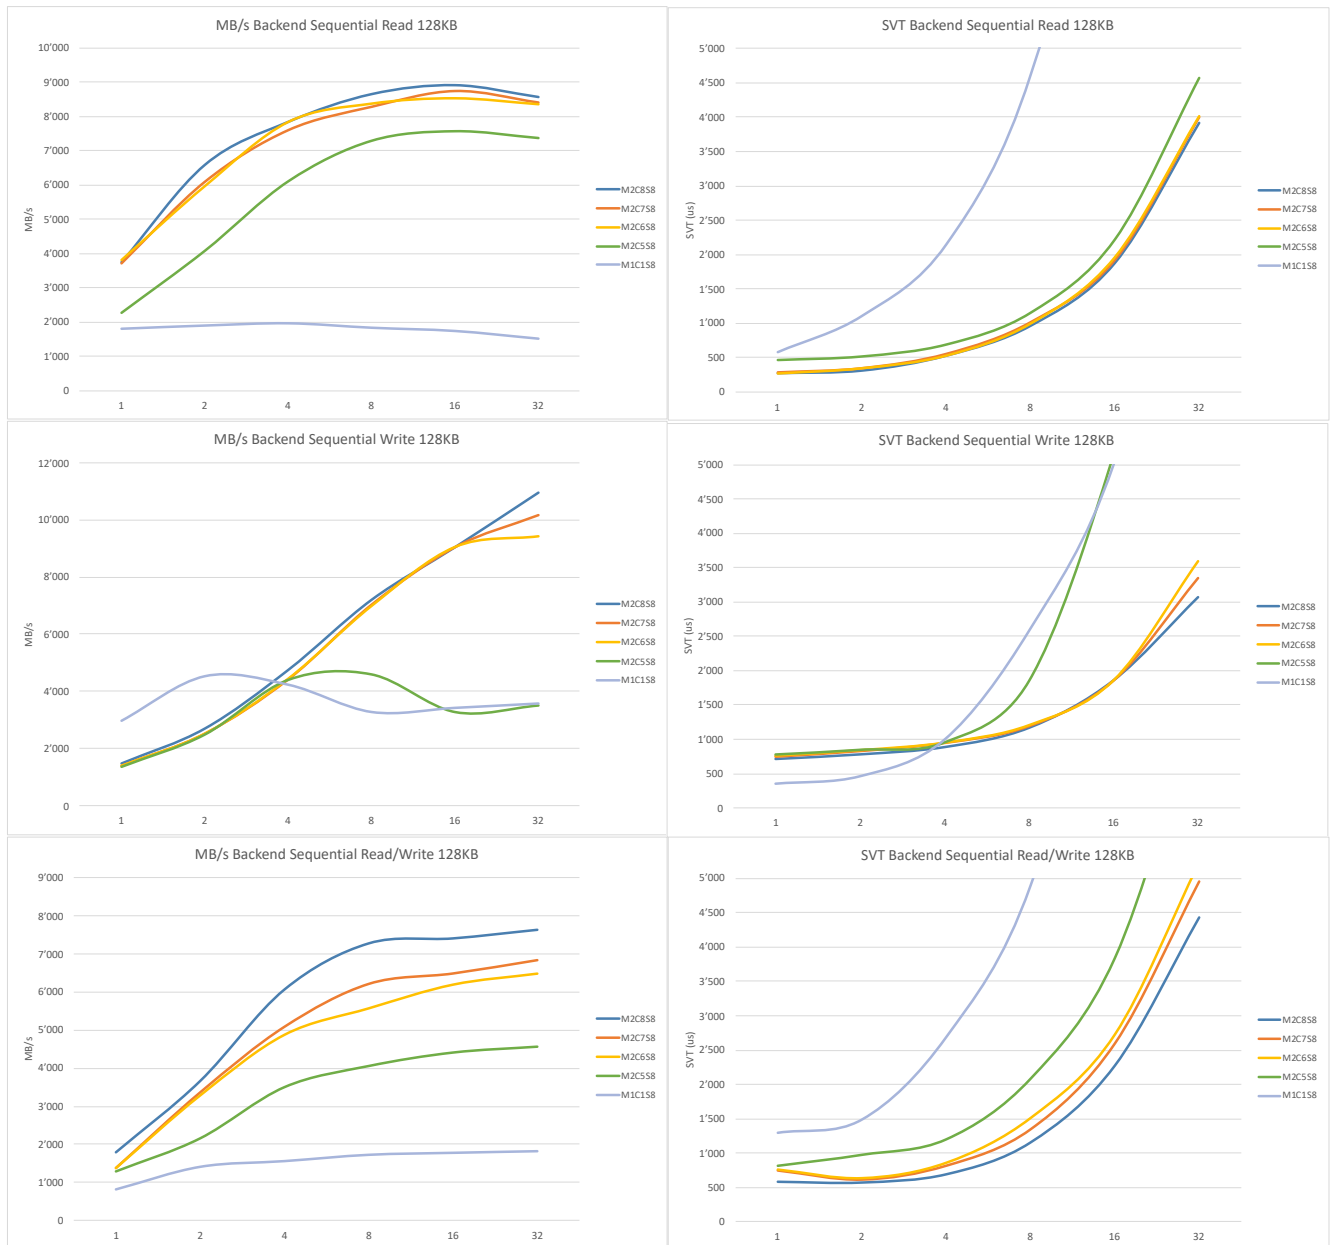 MB/s Backend Sequential Read 128KB
10'000
9'000
8'000
7'000
6'000
5'000
4'000
3'000
2'000
1'000
0
MB/s
1 2 4 8 16 32
M2C8S8
M2C7S8
M2C6S8
M2C5S8
M1C1S8
SVT Backend Sequential Read 128KB
5'000
4'500
4'000
3'500
3'000
2'500
2'000
1'500
1'000
500
0
SVT (us)
1 2 4 8 16 32
M2C8S8
M2C7S8
M2C6S8
M2C5S8
M1C1S8
MB/s Backend Sequential Write 128KB
12'000
10'000
8'000
6'000
4'000
2'000
0
MB/s
1 2 4 8 16 32
M2C8S8
M2C7S8
M2C6S8
M2C5S8
M1C1S8
SVT Backend Sequential Write 128KB
5'000
4'500
4'000
3'500
3'000
2'500
2'000
1'500
1'000
500
0
SVT (us)
1 2 4 8 16 32
M2C8S8
M2C7S8
M2C6S8
M2C5S8
M1C1S8
MB/s Backend Sequential Read/Write 128KB
9'000
8'000
7'000
6'000
5'000
4'000
3'000
2'000
1'000
0
MB/s
1 2 4 8 16 32
M2C8S8
M2C7S8
M2C6S8
M2C5S8
M1C1S8
SVT Backend Sequential Read/Write 128KB
5'000
4'500
4'000
3'500
3'000
2'500
2'000
1'500
1'000
500
0
SVT (us)
1 2 4 8 16 32
M2C8S8
M2C7S8
M2C6S8
M2C5S8
M1C1S8